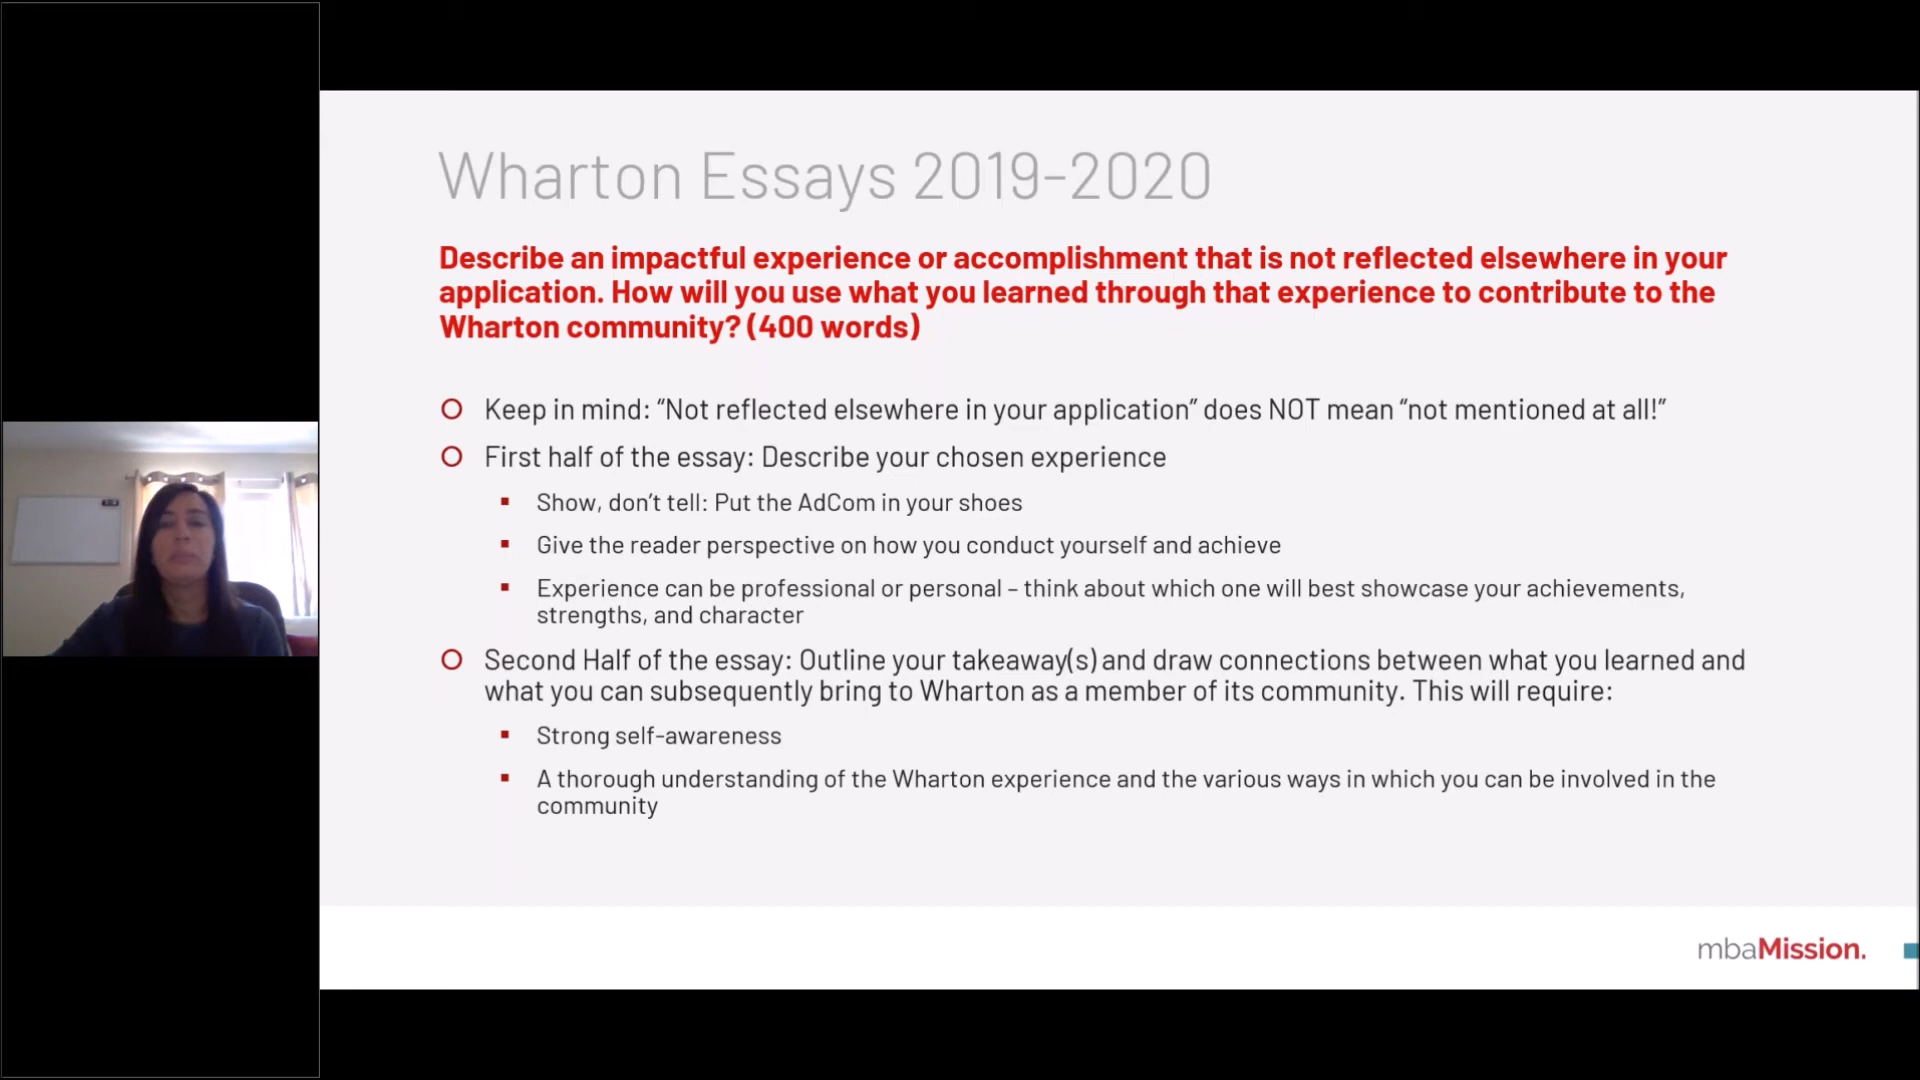 Wharton Essays 2019-2020
Describe an impactful experience or accomplishment that is not reflected elsewhere in your
application. How will you use what you learned through that experience to contribute to the
Wharton community? (400 words)
Keep in mind: “Not reflected elsewhere in your application” does NOT mean “not mentioned at all!”
First half of the essay: Describe your chosen experience
Show, don’t tell: Put the AdCom in your shoes
Give the reader perspective on how you conduct yourself and achieve
Experience can be professional or personal – think about which one will best showcase your achievements,
strengths, and character
Second Half of the essay: Outline your takeaway(s) and draw connections between what you learned and
what you can subsequently bring to Wharton as a member of its community. This will require:
Strong self-awareness
A thorough understanding of the Wharton experience and the various ways in which you can be involved in the
community
mbaMission.